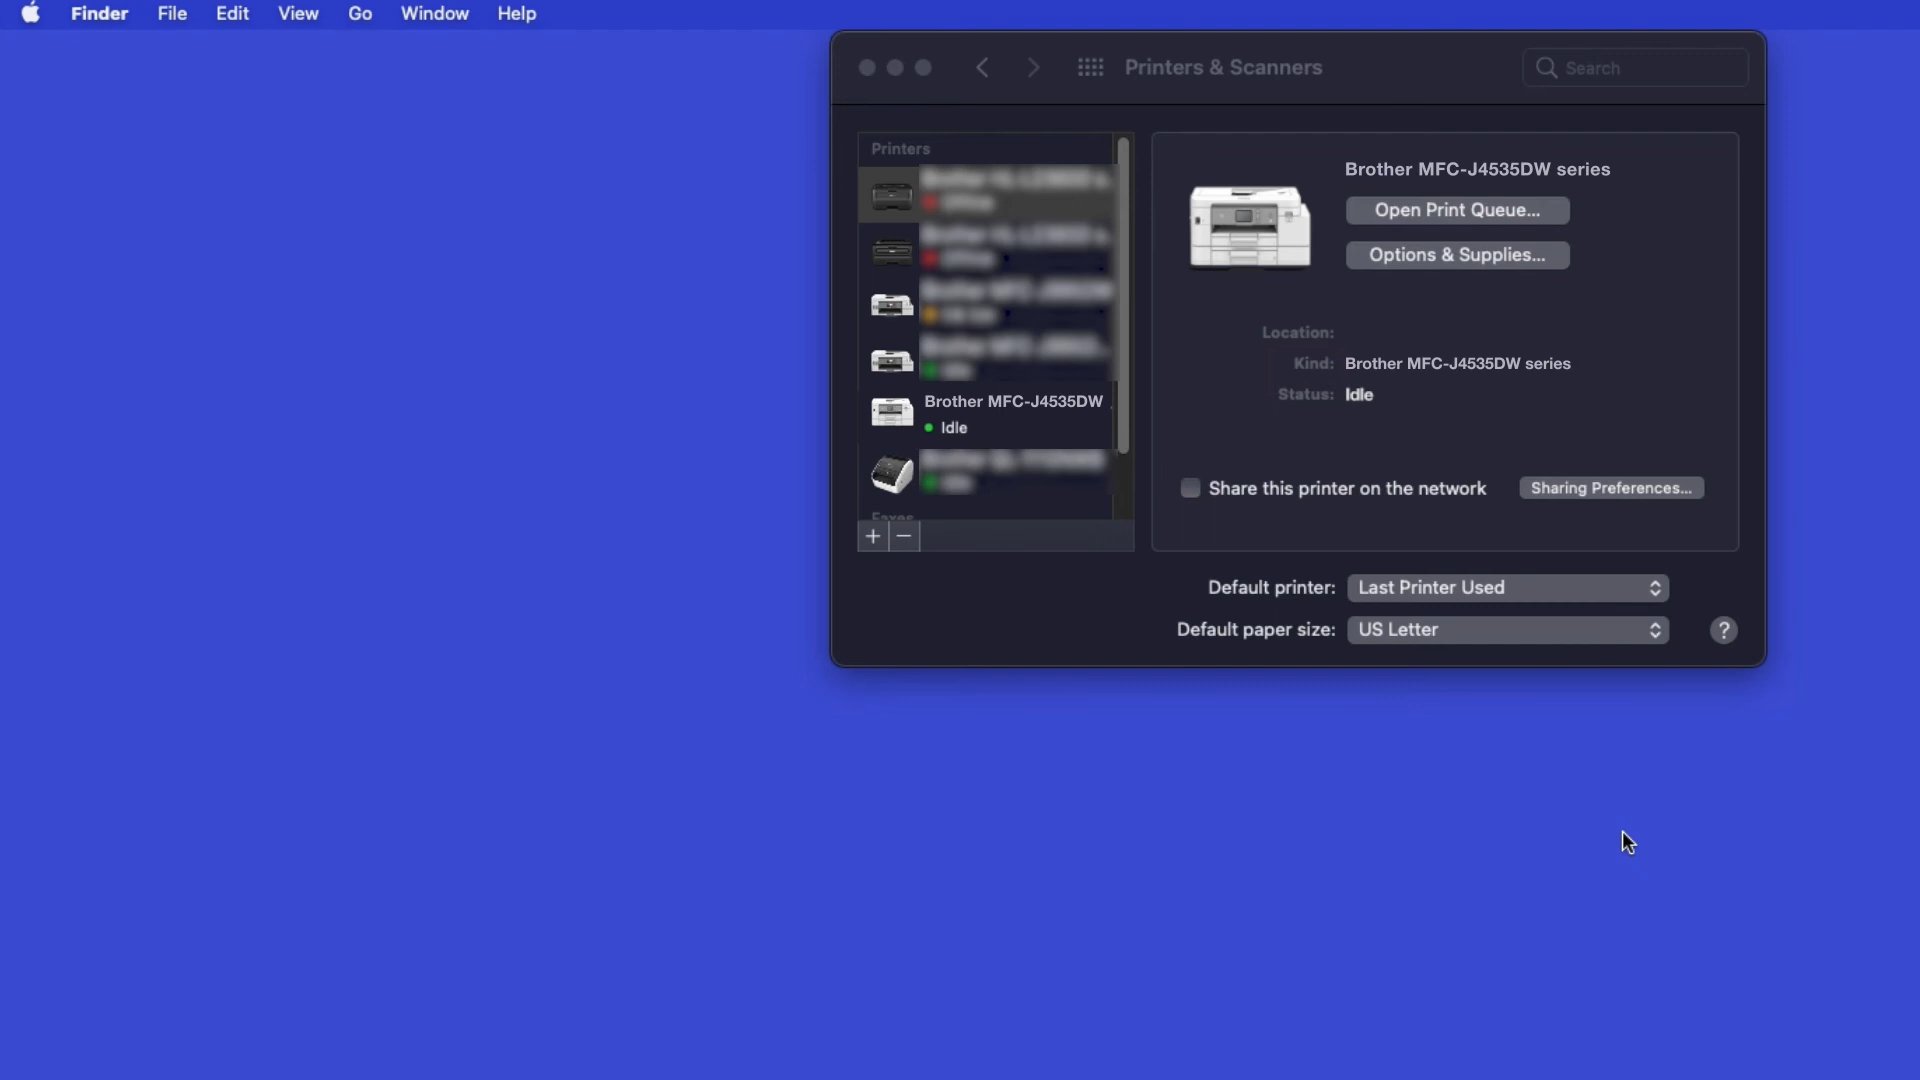 Finder File Edit View Go Window Help
Printers & Scanners
Search
Printers
Brother MFC-J4535DW
Idle
Faxes
Brother MFC-J4535DW series
Open Print Queue...
Options & Supplies...
Location:
Kind: Brother MFC-J4535DW series
Status: Idle
Share this printer on the network
Sharing Preferences...
Default printer: Last Printer Used
Default paper size: US Letter
?